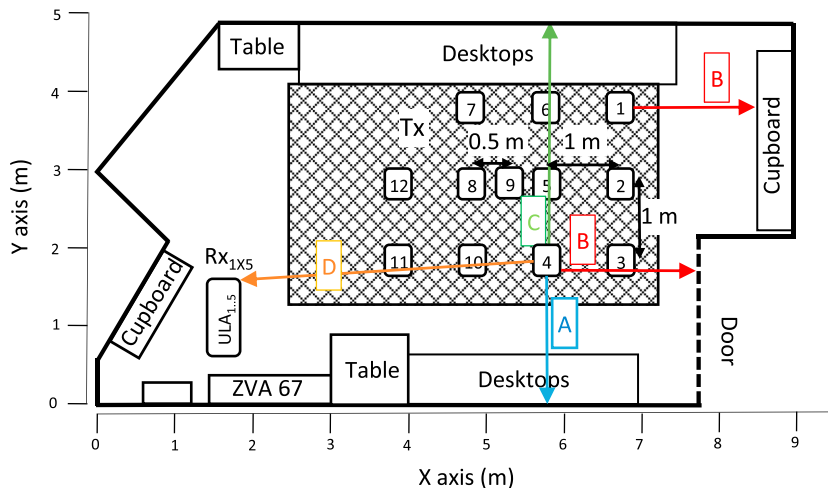 5
4
3
2
1
0
Y axis (m)
Table
Desktops
B
Cupboard
7
6
1
Tx
0.5 m
1 m
12
8
9
5
2
C
B
1 m
11
10
4
3
D
Rx1X5
ULA1..5
Cupboard
A
Door
ZVA 67
Table
Desktops
0
1
2
3
4
5
6
7
8
9
X axis (m)